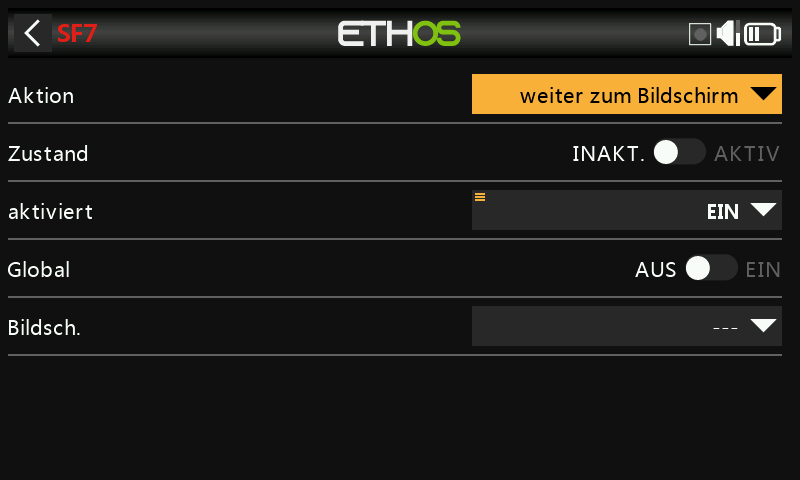 SF7
ETHOS
Aktion weiter zum Bildschirm
Zustand INAKT. AKTIV
aktiviert EIN
Global AUS EIN
Bildsch. ---